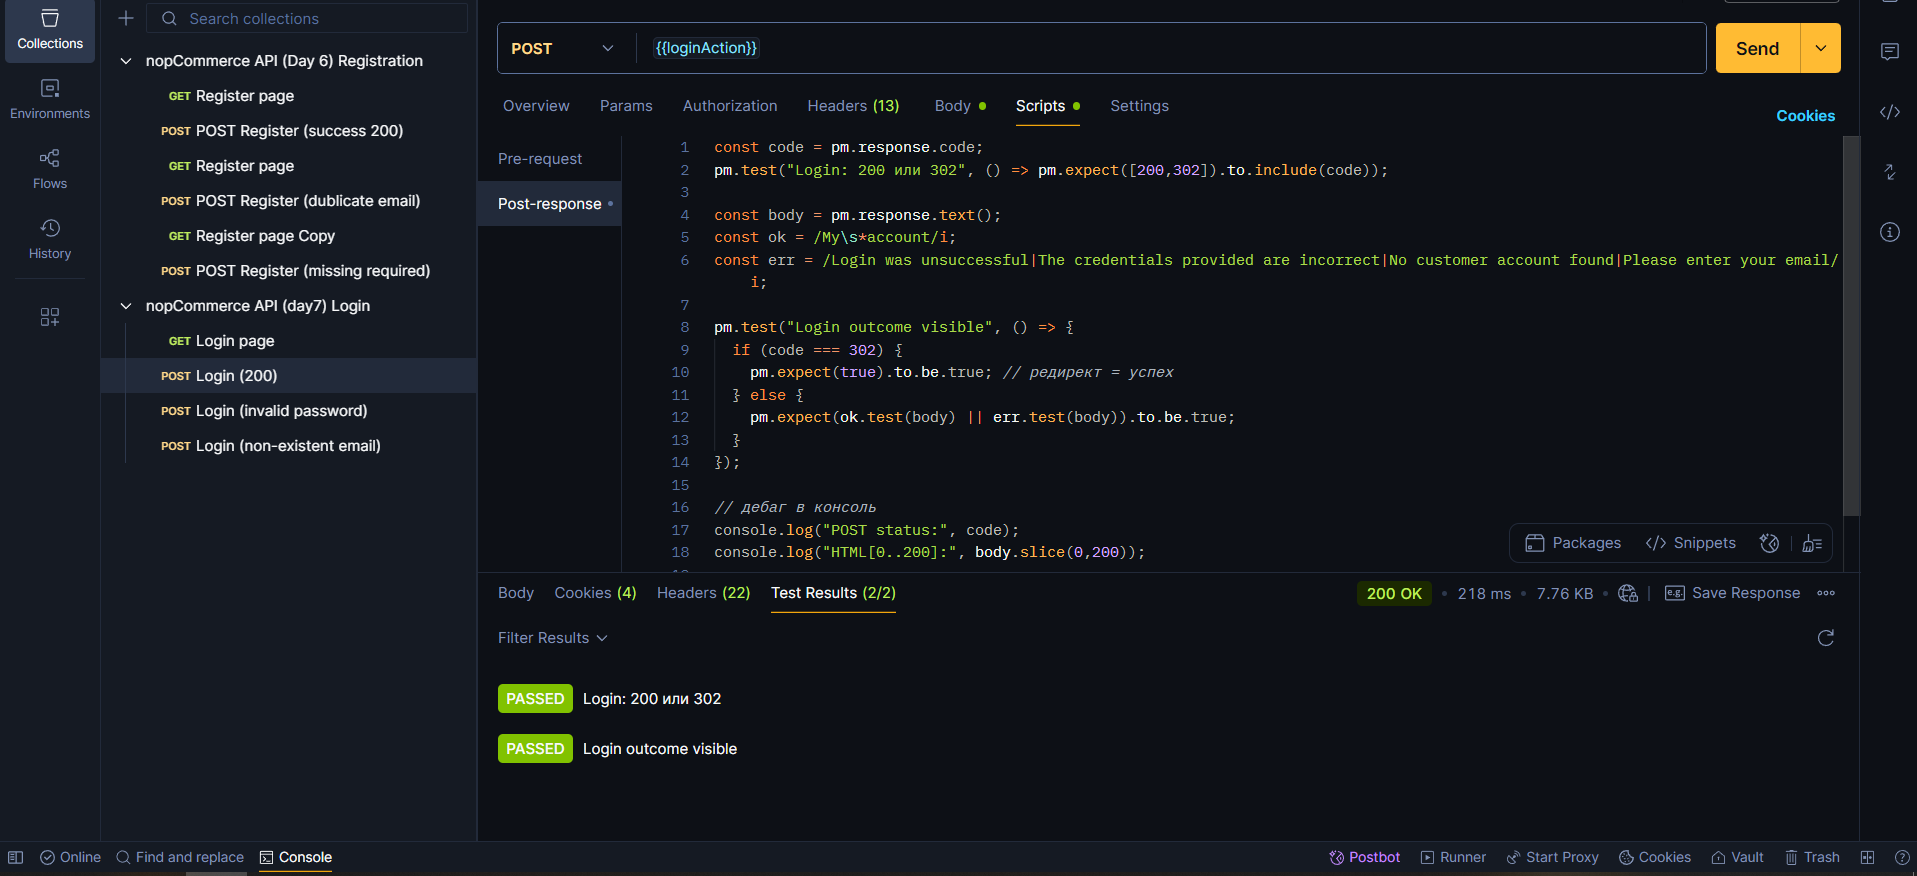 Collections
Environments
Flows
History
Search collections
nopCommerce API (Day 6) Registration
GET Register page
POST POST Register (success 200)
GET Register page
POST POST Register (dublicate email)
GET Register page Copy
POST POST Register (missing required)
nopCommerce API (day7) Login
GET Login page
POST Login (200)
POST Login (invalid password)
POST Login (non-existent email)
POST {{loginAction}} Send
Overview Params Authorization Headers (13) Body Scripts Settings
Cookies
Pre-request
Post-response
1 const code = pm.response.code;
2 pm.test("Login: 200 или 302", () => pm.expect([200,302]).to.include(code));
3
4 const body = pm.response.text();
5 const ok = /My\s*account/i;
6 const err = /Login was unsuccessful|The credentials provided are incorrect|No customer account found|Please enter your email/
i;
7
8 pm.test("Login outcome visible", () => {
9 if (code === 302) {
10 pm.expect(true).to.be.true; // редирект = успех
11 } else {
12 pm.expect(ok.test(body) || err.test(body)).to.be.true;
13 }
14 });
15
16 // дебаг в консоль
17 console.log("POST status:", code);
18 console.log("HTML[0..200]:", body.slice(0,200));
Packages </> Snippets
Body Cookies (4) Headers (22) Test Results (2/2) 200 OK • 218 ms • 7.76 KB • e.g. Save Response
Filter Results
PASSED Login: 200 или 302
PASSED Login outcome visible
Online Find and replace Console Postbot Runner Start Proxy Cookies Vault Trash